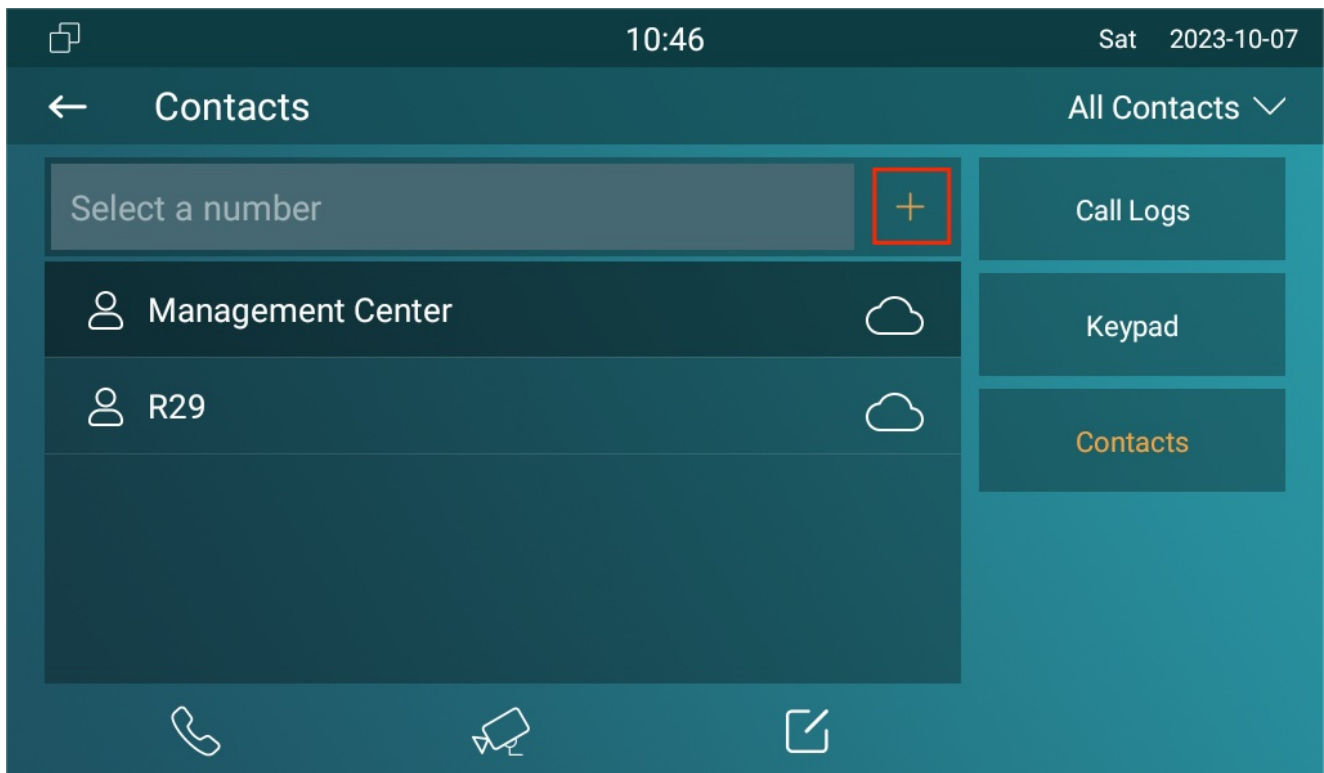 10:46
Sat 2023-10-07
Contacts
All Contacts
Select a number
+
Call Logs
Management Center
Keypad
R29
Contacts